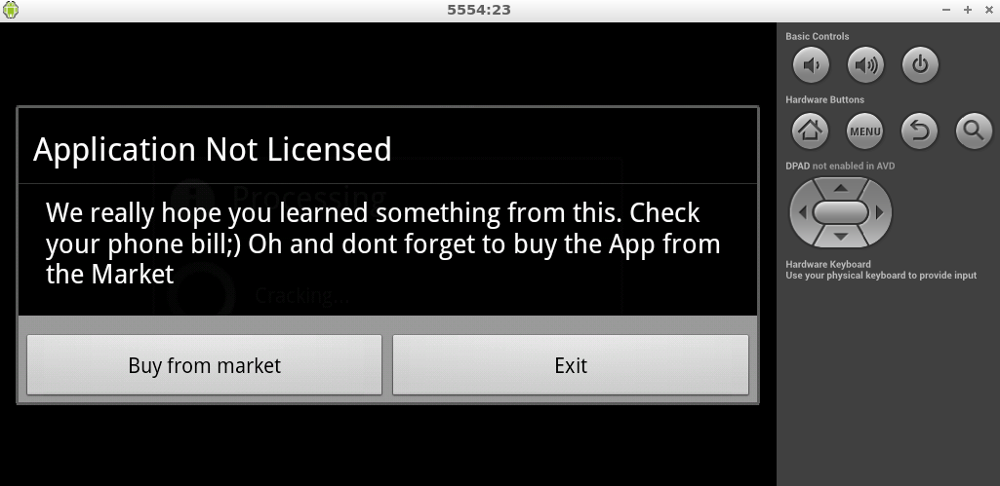 5554:23
Application Not Licensed
Processing
We really hope you learned something from this. Check
your phone bill;) Oh and dont forget to buy the App from
the Market
Cracking...
Buy from market
Exit
Basic Controls
Hardware Buttons
MENU
DPAD not enabled in AVD
Hardware Keyboard
Use your physical keyboard to provide input